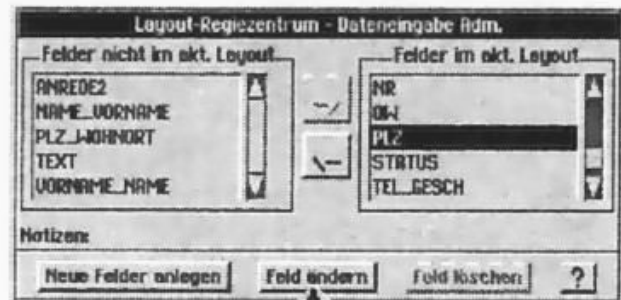 Layout-Regiezentrum - Dateneingabe Adm.
Felder nicht im akt. Layout
ANREDE2
NAME_VORNAME
PLZ_WOHNORT
TEXT
VORNAME_NAME
Felder im akt. Layout
NR
OW
PLZ
STATUS
TEL_GESCH
Notizen:
Neue Felder anlegen Feld ändern Feld löschen ?